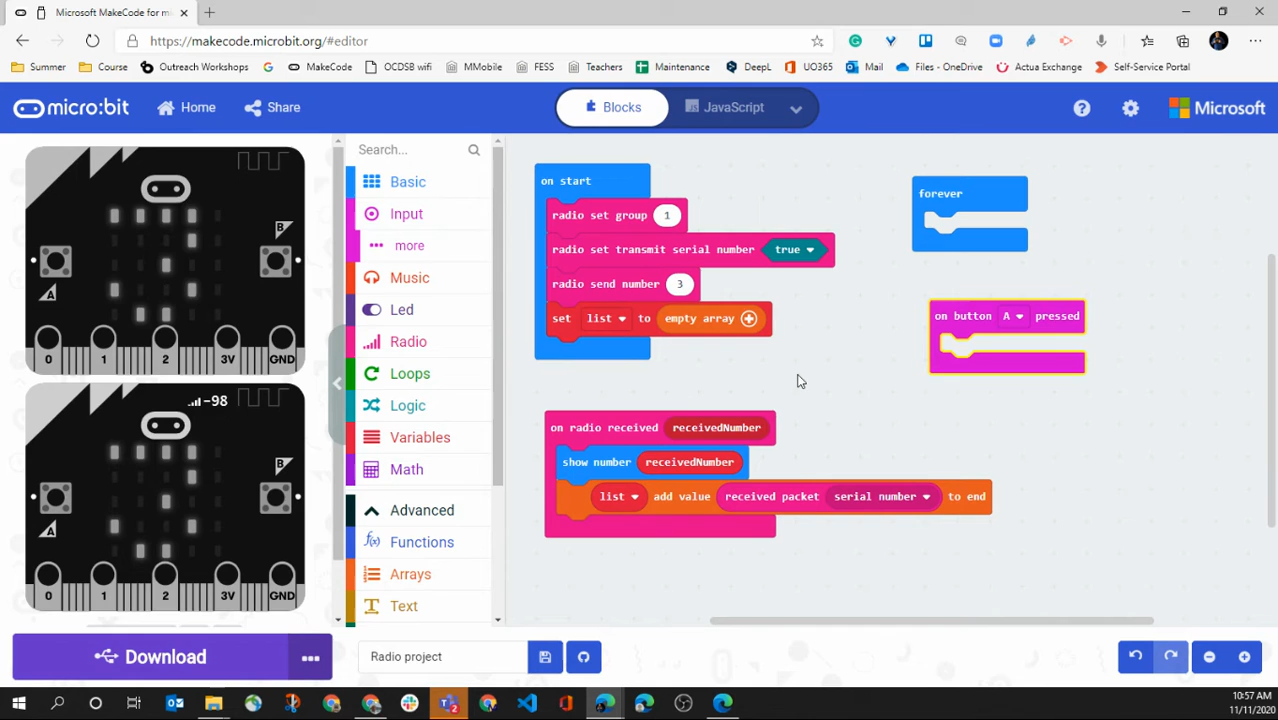 Microsoft MakeCode for mi
https://makecode.microbit.org/#editor
Summer Course Outreach Workshops MakeCode OCDSB wifi MMobile FESS Teachers Maintenance DeepL UO365 Mail Files - OneDrive Actua Exchange Self-Service Portal
micro:bit Home Share Blocks JavaScript Microsoft
Search...
Basic
Input
more
Music
Led
Radio
Loops
Logic
Variables
Math
Advanced
Functions
Arrays
Text
B
A
0 1 2 3V GND
-98
B
A
0 1 2 3V GND
on start
radio set group 1
radio set transmit serial number true
radio send number 3
set list to empty array
forever
on button A pressed
on radio received receivedNumber
show number receivedNumber
list add value received packet serial number to end
Download
Radio project
2
10:57 AM
11/11/2020